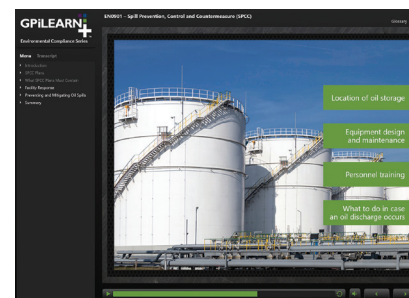 GPiLEARN+
Environmental Compliance Series
EN0901 – Spill Prevention, Control and Countermeasure (SPCC)
Glossary
Menu Transcript
Introduction
SPCC Plans
What SPCC Plans Must Contain
Facility Response
Preventing and Mitigating Oil Spills
Summary
Location of oil storage
Equipment design
and maintenance
Personnel training
What to do in case
an oil discharge occurs